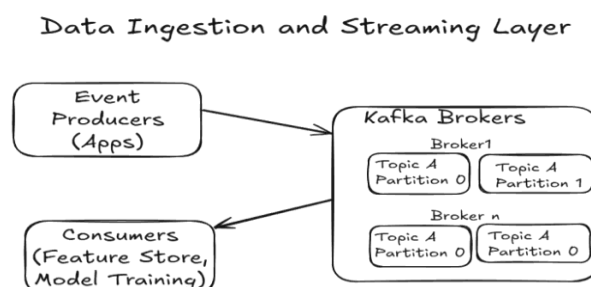 Data Ingestion and Streaming Layer
Event
Producers
(Apps)
Kafka Brokers
Broker1
Topic A
Partition 0
Topic A
Partition 1
Broker n
Topic A
Partition 0
Topic A
Partition 0
Consumers
(Feature Store,
Model Training)